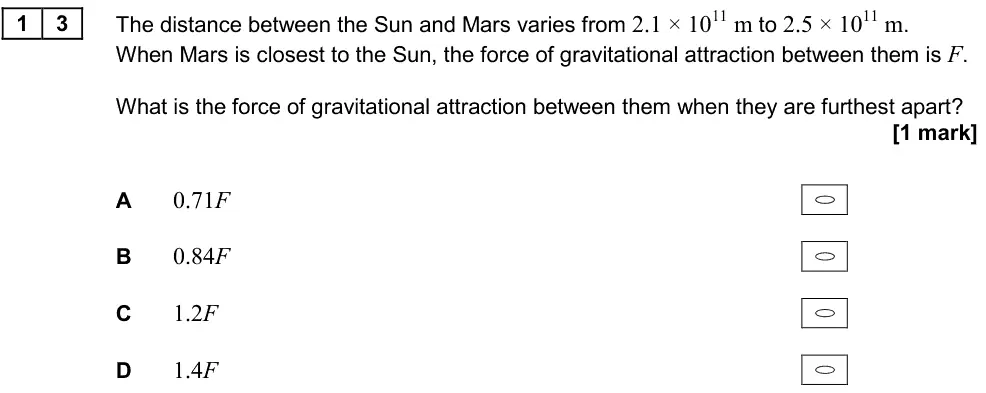 1 3 The distance between the Sun and Mars varies from 2.1 × 10¹¹ m to 2.5 × 10¹¹ m.
When Mars is closest to the Sun, the force of gravitational attraction between them is F.
What is the force of gravitational attraction between them when they are furthest apart?
[1 mark]
A 0.71F
B 0.84F
C 1.2F
D 1.4F